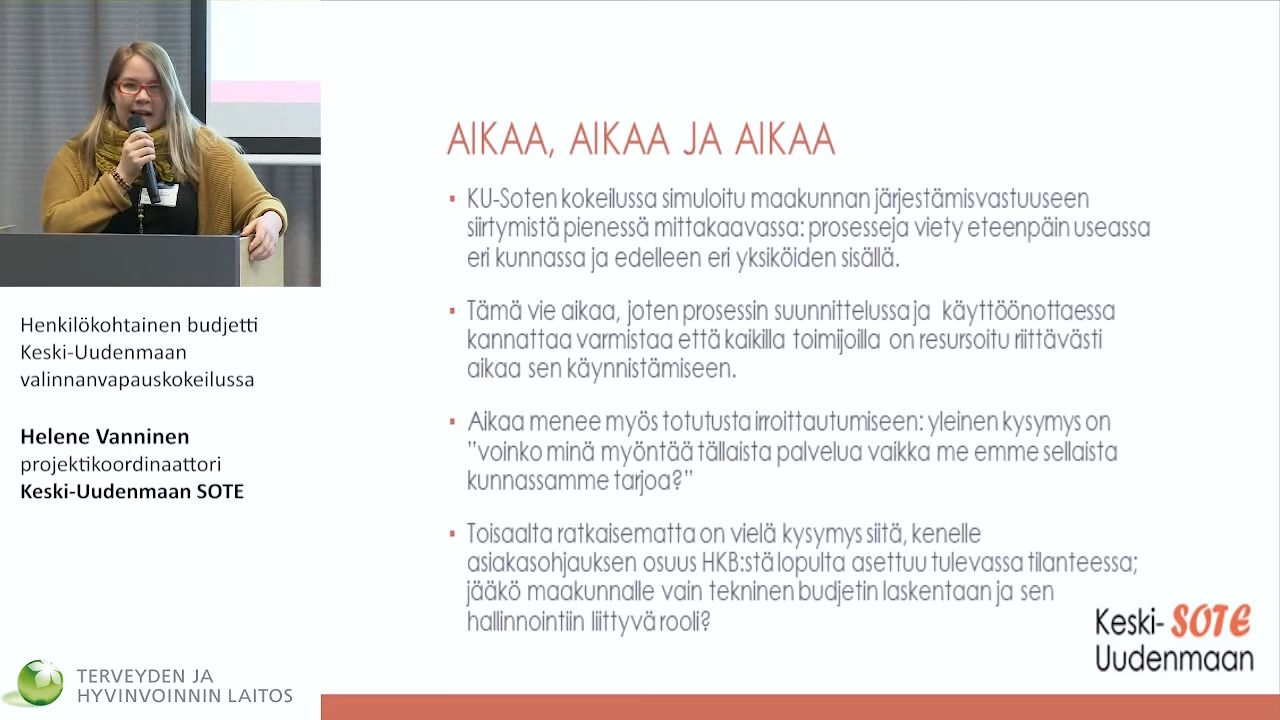 Henkilökohtainen budjetti
Keski-Uudenmaan
valinnanvapauskokeilussa
Helene Vanninen
projektikoordinaattori
Keski-Uudenmaan SOTE
TERVEYDEN JA
HYVINVOINNIN LAITOS
AIKAA, AIKAA JA AIKAA
▪ KU-Soten kokeilussa simuloitu maakunnan järjestämisvastuuseen
siirtymistä pienessä mittakaavassa: prosesseja viety eteenpäin useassa
eri kunnassa ja edelleen eri yksiköiden sisällä.
▪ Tämä vie aikaa, joten prosessin suunnittelussa ja käyttöönottaessa
kannattaa varmistaa että kaikilla toimijoilla on resursoitu riittävästi
aikaa sen käynnistämiseen.
▪ Aikaa menee myös totutusta irroittautumiseen: yleinen kysymys on
"voinko minä myöntää tällaista palvelua vaikka me emme sellaista
kunnassamme tarjoa?"
▪ Toisaalta ratkaisematta on vielä kysymys siitä, kenelle
asiakasohjauksen osuus HKB:stä lopulta asettuu tulevassa tilanteessa;
jääkö maakunnalle vain tekninen budjetin laskentaan ja sen
hallinnointiin liittyvä rooli?
Keski- SOTE
Uudenmaan